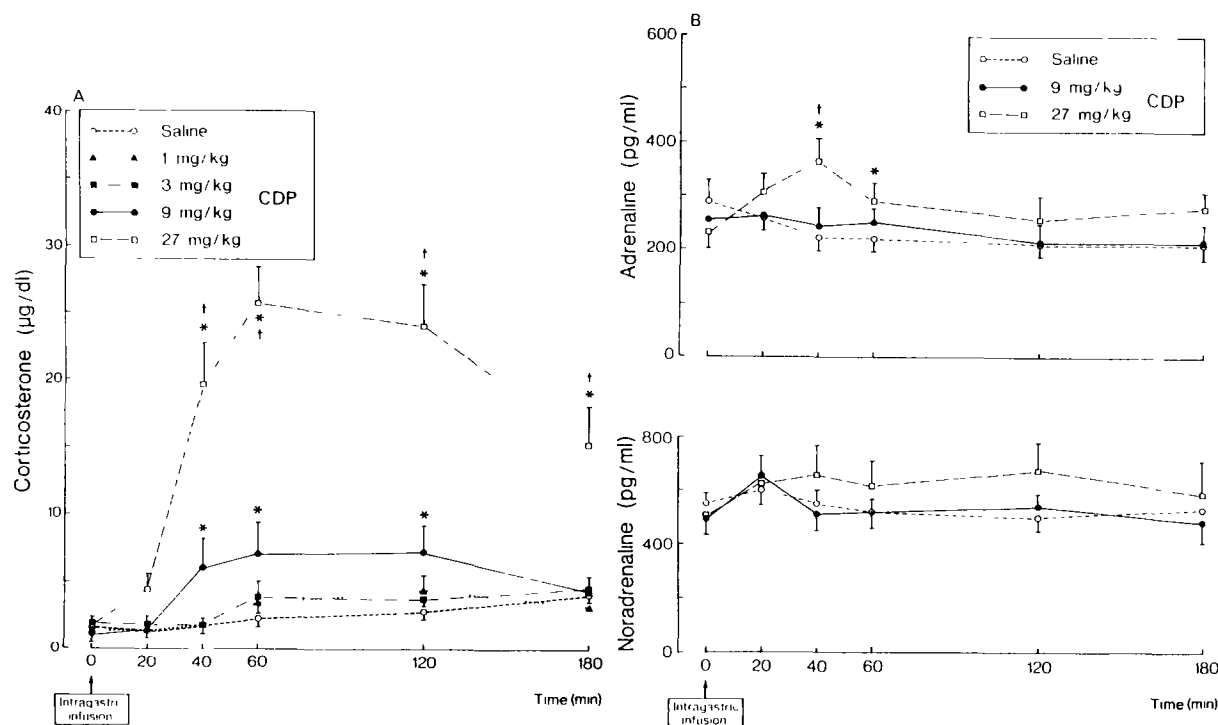 A
40
30
20
10
0
Corticosterone (µg/dl)
Saline
1 mg/kg
3 mg/kg
9 mg/kg
27 mg/kg
CDP
†
*
*
†
†
*
†
*
*
*
*
0 20 40 60 120 180
Time (min)
Intragastric
infusion
B
600
400
200
0
Adrenaline (pg/ml)
Saline
9 mg/kg
27 mg/kg
CDP
†
*
*
800
400
0
Noradrenaline (pg/ml)
0 20 40 60 120 180
Time (min)
Intragastric
infusion